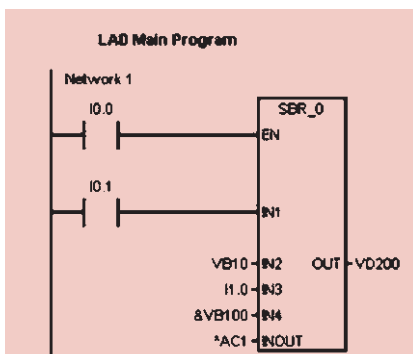 LAD Main Program
Network 1
I0.0
SBR_0
EN
I0.1
IN1
VB10 IN2 OUT VD200
I1.0 IN3
&VB100 IN4
*AC1 INOUT